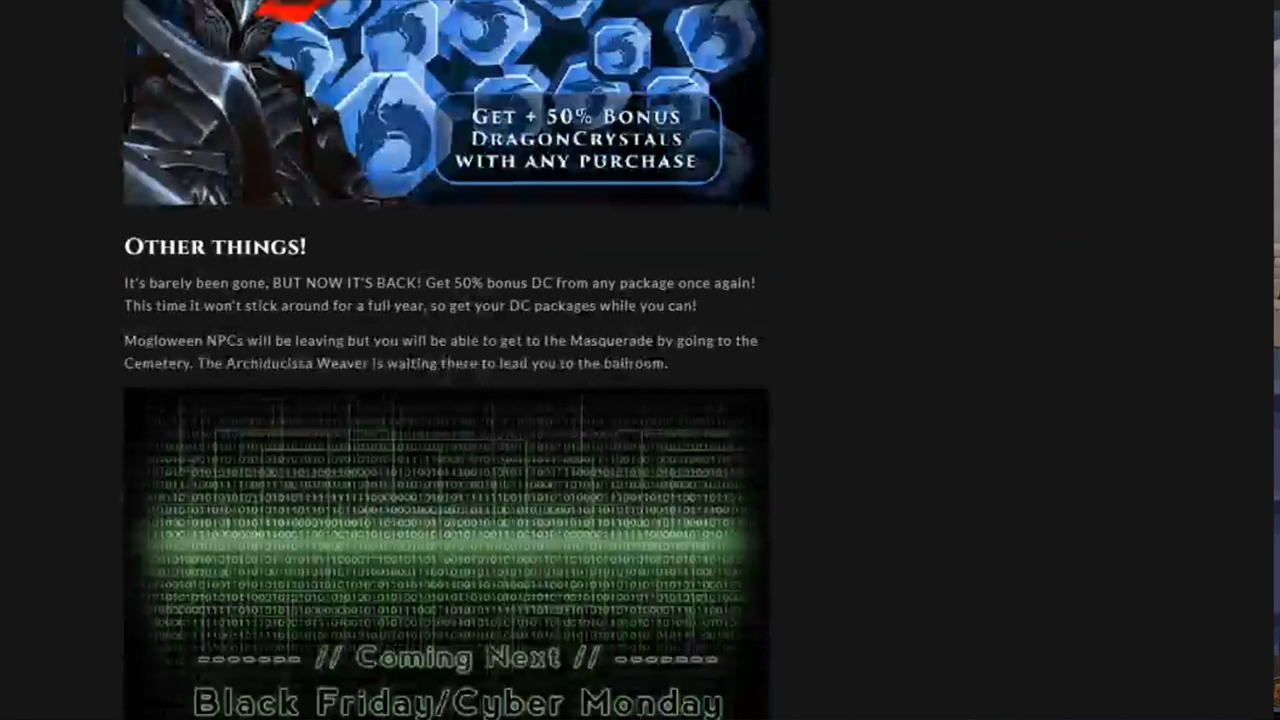 GET + 50% BONUS
DRAGONCRYSTALS
WITH ANY PURCHASE
OTHER THINGS!
It's barely been gone, BUT NOW IT'S BACK! Get 50% bonus DC from any package once again!
This time it won't stick around for a full year, so get your DC packages while you can!
Mogloween NPCs will be leaving but you will be able to get to the Masquerade by going to the
Cemetery. The Archiducissa Weaver is waiting there to lead you to the ballroom.
------- // Coming Next // -------
Black Friday/Cyber Monday